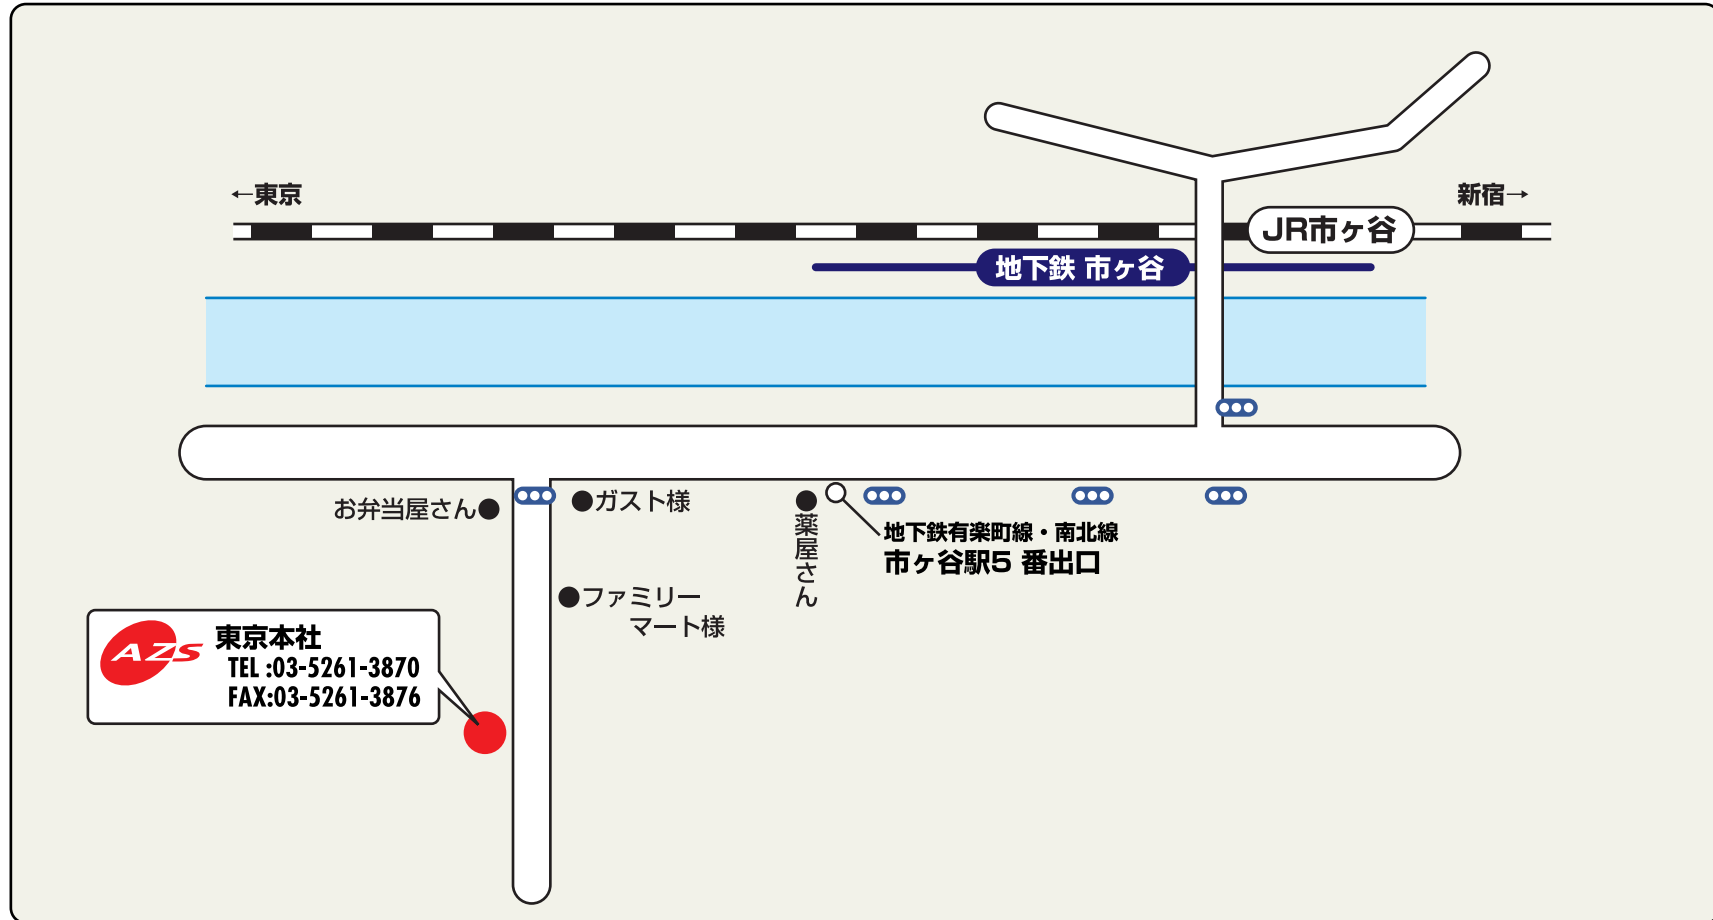 ←東京
新宿→
JR市ヶ谷
地下鉄 市ヶ谷
お弁当屋さん
ガスト様
薬屋さん
地下鉄有楽町線・南北線
市ヶ谷駅5 番出口
ファミリー
マート様
AZS
東京本社
TEL :03-5261-3870
FAX:03-5261-3876